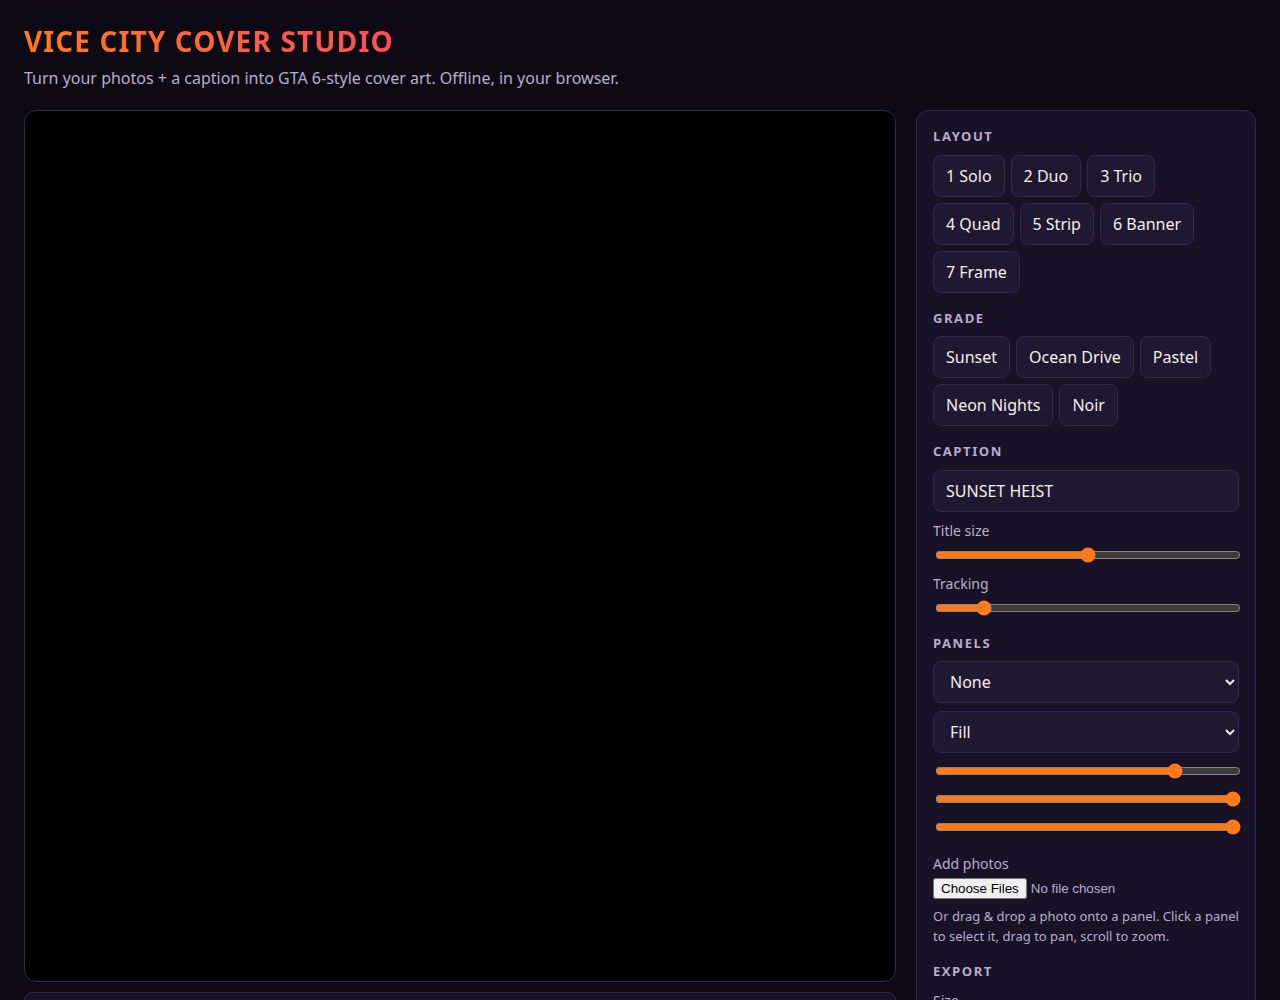 VICE CITY COVER STUDIO
Turn your photos + a caption into GTA 6-style cover art. Offline, in your browser.
LAYOUT
1 Solo
2 Duo
3 Trio
4 Quad
5 Strip
6 Banner
7 Frame
GRADE
Sunset
Ocean Drive
Pastel
Neon Nights
Noir
CAPTION
SUNSET HEIST
Title size
Tracking
PANELS
None
Fill
Add photos
Choose Files No file chosen
Or drag & drop a photo onto a panel. Click a panel
to select it, drag to pan, scroll to zoom.
EXPORT
Size